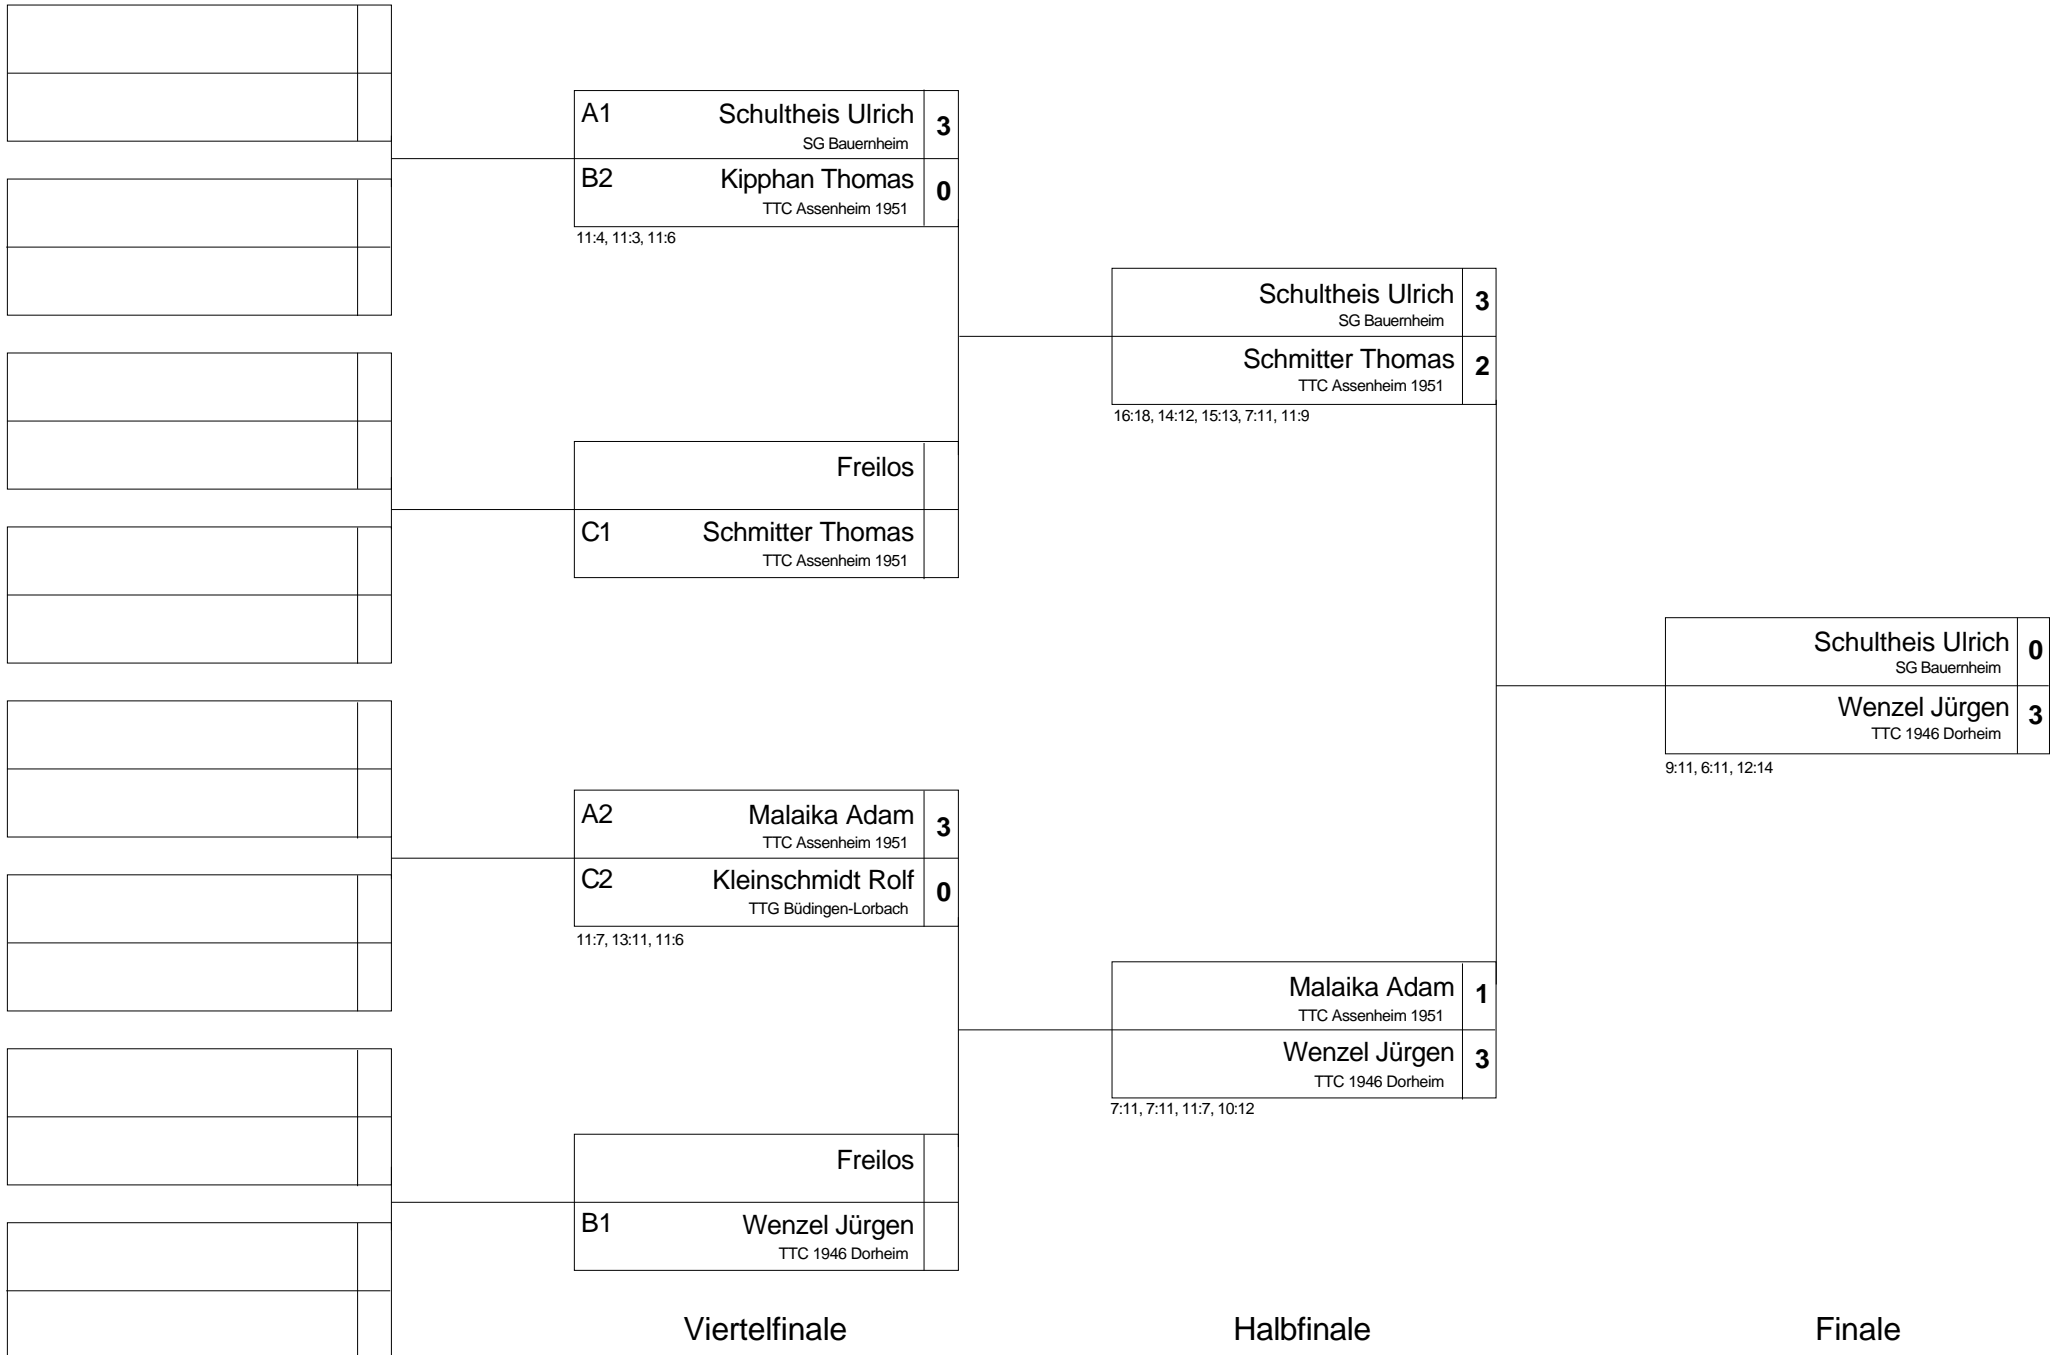 A1 Schultheis Ulrich 3
SG Bauernheim
B2 Kipphan Thomas 0
TTC Assenheim 1951
11:4, 11:3, 11:6
Freilos
C1 Schmitter Thomas
TTC Assenheim 1951
A2 Malaika Adam 3
TTC Assenheim 1951
C2 Kleinschmidt Rolf 0
TTG Büdingen-Lorbach
11:7, 13:11, 11:6
Freilos
B1 Wenzel Jürgen
TTC 1946 Dorheim
Viertelfinale
Schultheis Ulrich 3
SG Bauernheim
Schmitter Thomas 2
TTC Assenheim 1951
16:18, 14:12, 15:13, 7:11, 11:9
Malaika Adam 1
TTC Assenheim 1951
Wenzel Jürgen 3
TTC 1946 Dorheim
7:11, 7:11, 11:7, 10:12
Halbfinale
Schultheis Ulrich 0
SG Bauernheim
Wenzel Jürgen 3
TTC 1946 Dorheim
9:11, 6:11, 12:14
Finale